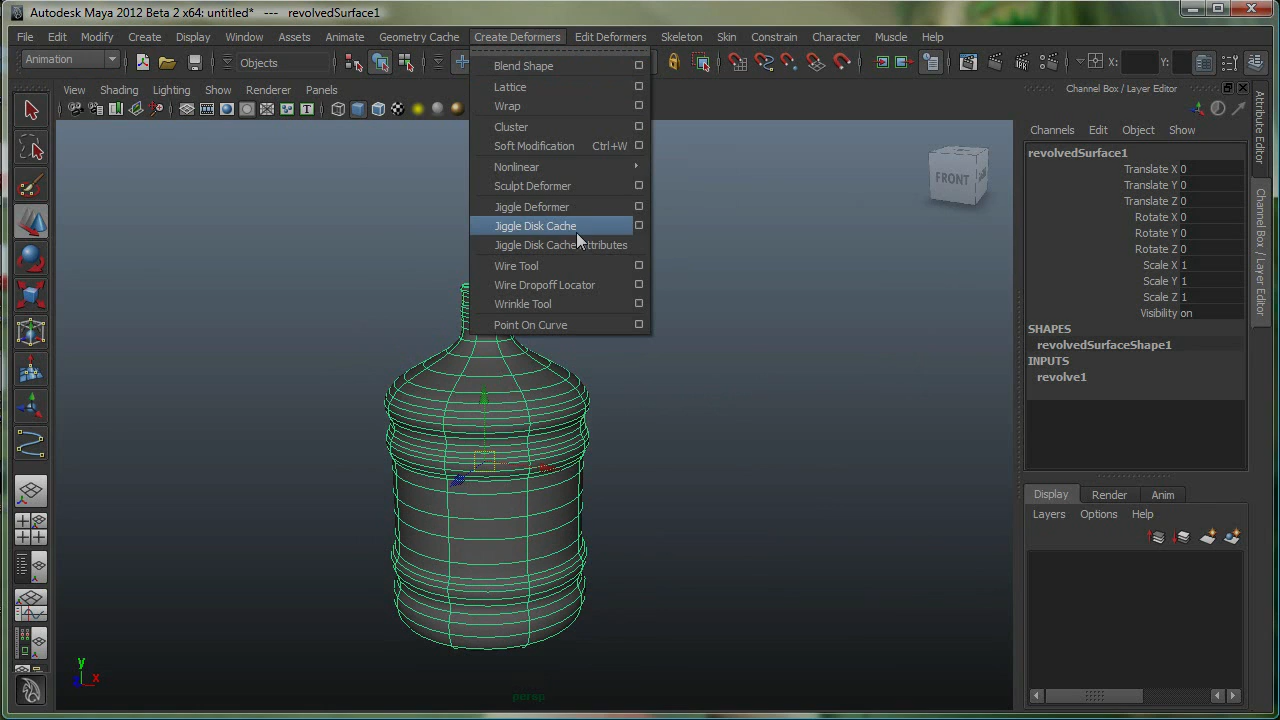 Autodesk Maya 2012 Beta 2 x64: untitled* --- revolvedSurface1
File Edit Modify Create Display Window Assets Animate Geometry Cache Create Deformers Edit Deformers Skeleton Skin Constrain Character Muscle Help
Animation Objects X: Y:
View Shading Lighting Show Renderer Panels
Blend Shape
Lattice
Wrap
Cluster
Soft Modification Ctrl+W
Nonlinear
Sculpt Deformer
Jiggle Deformer
Jiggle Disk Cache
Jiggle Disk Cache Attributes
Wire Tool
Wire Dropoff Locator
Wrinkle Tool
Point On Curve
FRONT
y
x
persp
Channel Box / Layer Editor
Channels Edit Object Show
revolvedSurface1
Translate X 0
Translate Y 0
Translate Z 0
Rotate X 0
Rotate Y 0
Rotate Z 0
Scale X 1
Scale Y 1
Scale Z 1
Visibility on
SHAPES
revolvedSurfaceShape1
INPUTS
revolve1
Display Render Anim
Layers Options Help
Attribute Editor
Channel Box / Layer Editor